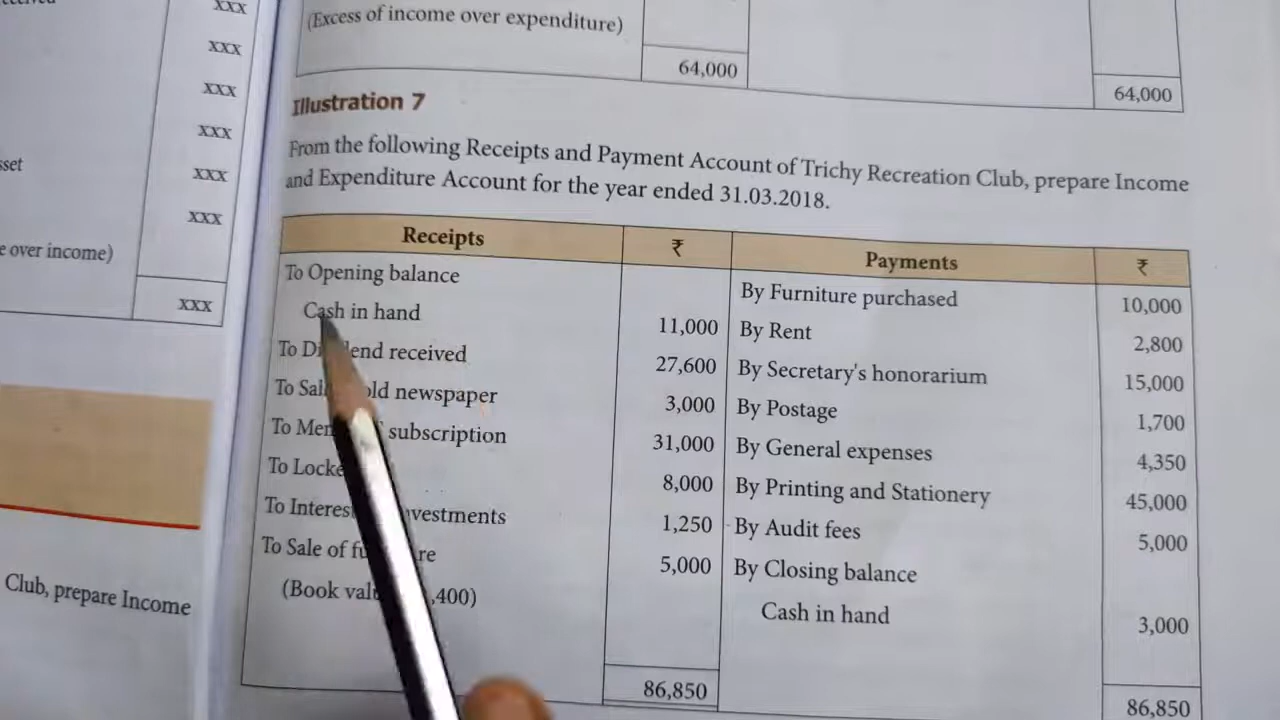 XXX
XXX
XXX
XXX
sset
XXX
XXX
e over income)
XXX
Club, prepare Income
(Excess of income over expenditure)
64,000
64,000
Illustration 7
From the following Receipts and Payment Account of Trichy Recreation Club, prepare Income
and Expenditure Account for the year ended 31.03.2018.
Receipts ₹ Payments ₹
To Opening balance By Furniture purchased 10,000
Cash in hand 11,000 By Rent 2,800
To received 27,600 By Secretary's honorarium 15,000
To newspaper 3,000 By Postage 1,700
To subscription 31,000 By General expenses 4,350
To 8,000 By Printing and Stationery 45,000
To 1,250 By Audit fees 5,000
To Sale of 5,000 By Closing balance
(Book ,400) Cash in hand 3,000
86,850 86,850